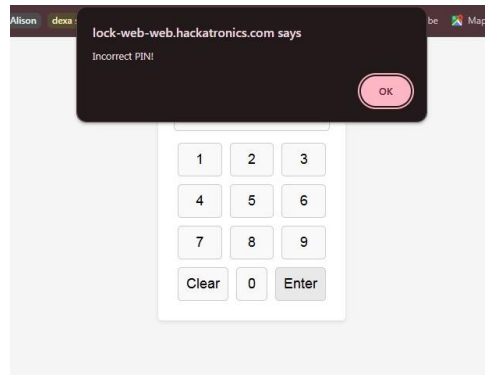 Alison dexa
be Map
lock-web-web.hackatronics.com says
Incorrect PIN!
OK
1 2 3
4 5 6
7 8 9
Clear 0 Enter